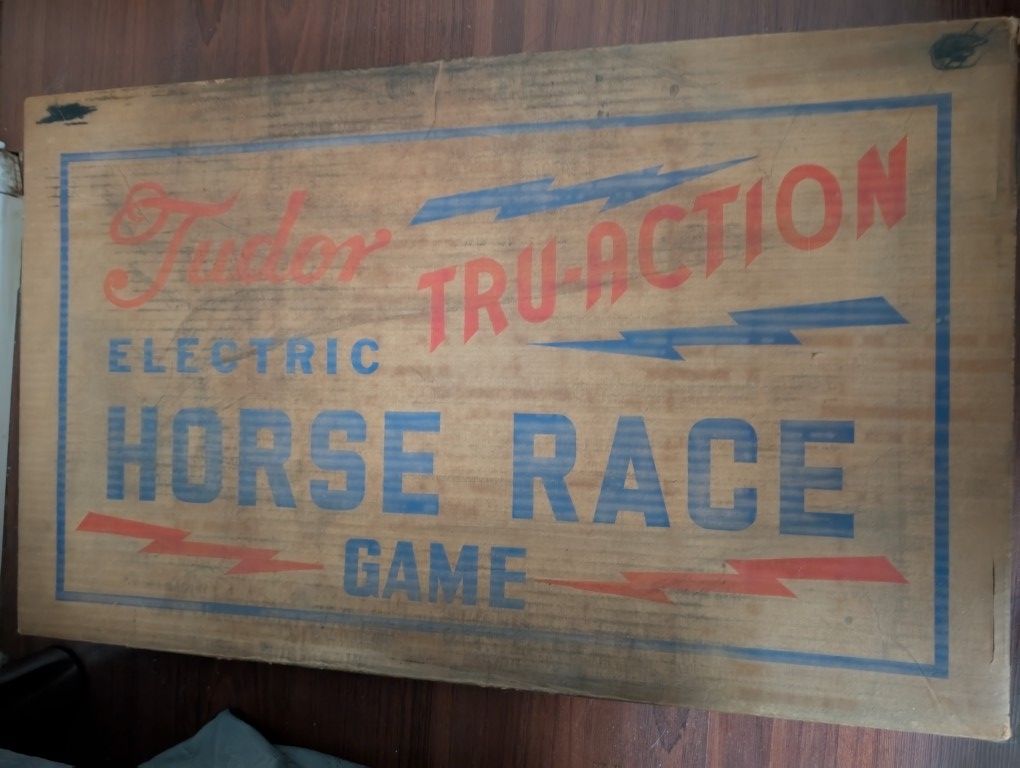 Tudor TRU-ACTION
ELECTRIC
HORSE RACE
GAME